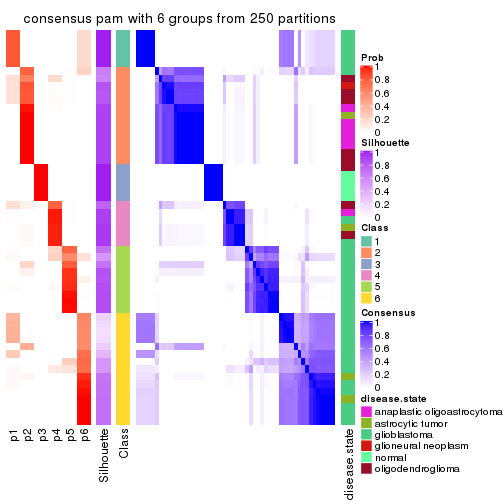 consensus pam with 6 groups from 250 partitions
Prob
1
0.8
0.6
0.4
0.2
0
Silhouette
1
0.8
0.6
0.4
0.2
0
Class
1
2
3
4
5
6
Consensus
1
0.8
0.6
0.4
0.2
0
disease.state
anaplastic oligoastrocytoma
astrocytic tumor
glioblastoma
glioneural neoplasm
normal
oligodendroglioma
p1
p2
p3
p4
p5
p6
Silhouette
Class
disease.state